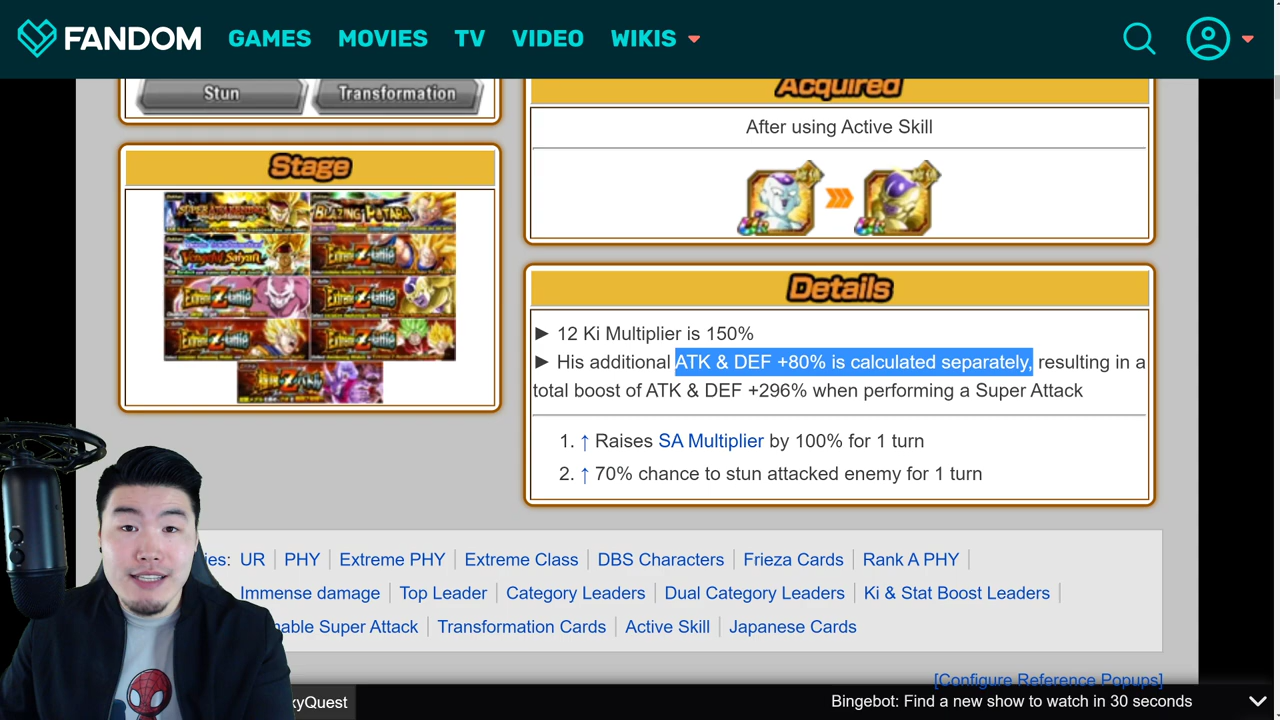 FANDOM GAMES MOVIES TV VIDEO WIKIS
Stun Transformation
Stage
Acquired
After using Active Skill
Details
► 12 Ki Multiplier is 150%
► His additional ATK & DEF +80% is calculated separately, resulting in a
total boost of ATK & DEF +296% when performing a Super Attack
1. ↑ Raises SA Multiplier by 100% for 1 turn
2. ↑ 70% chance to stun attacked enemy for 1 turn
UR PHY Extreme PHY Extreme Class DBS Characters Frieza Cards Rank A PHY
Immense damage Top Leader Category Leaders Dual Category Leaders Ki & Stat Boost Leaders
Super Attack Transformation Cards Active Skill Japanese Cards
[Configure Reference Popups]
xyQuest
Bingebot: Find a new show to watch in 30 seconds